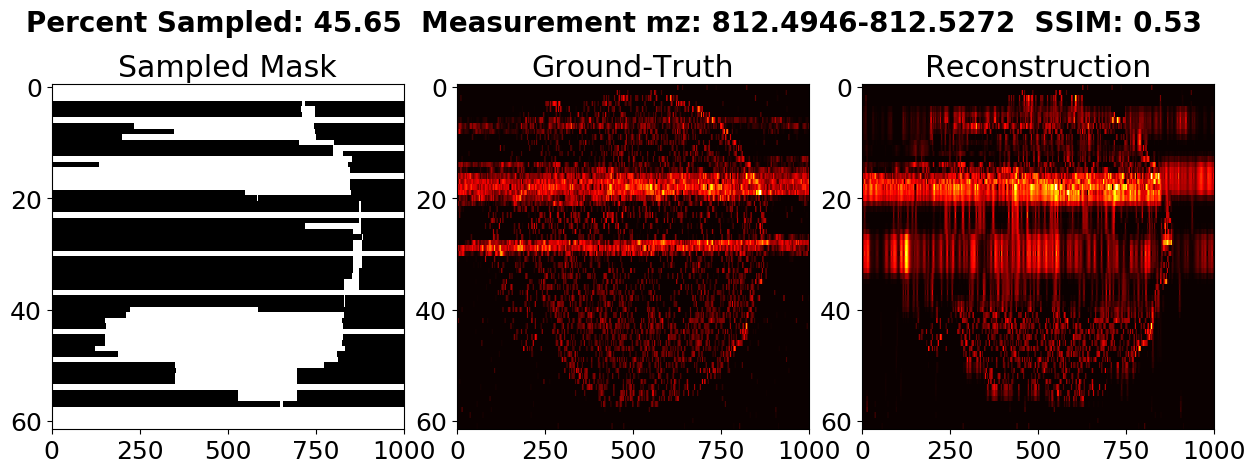 Percent Sampled: 45.65  Measurement mz: 812.4946-812.5272  SSIM: 0.53
Sampled Mask Ground-Truth Reconstruction
0 0 0
20 20 20
40 40 40
60 60 60
0 250 500 750 1000 0 250 500 750 1000 0 250 500 750 1000